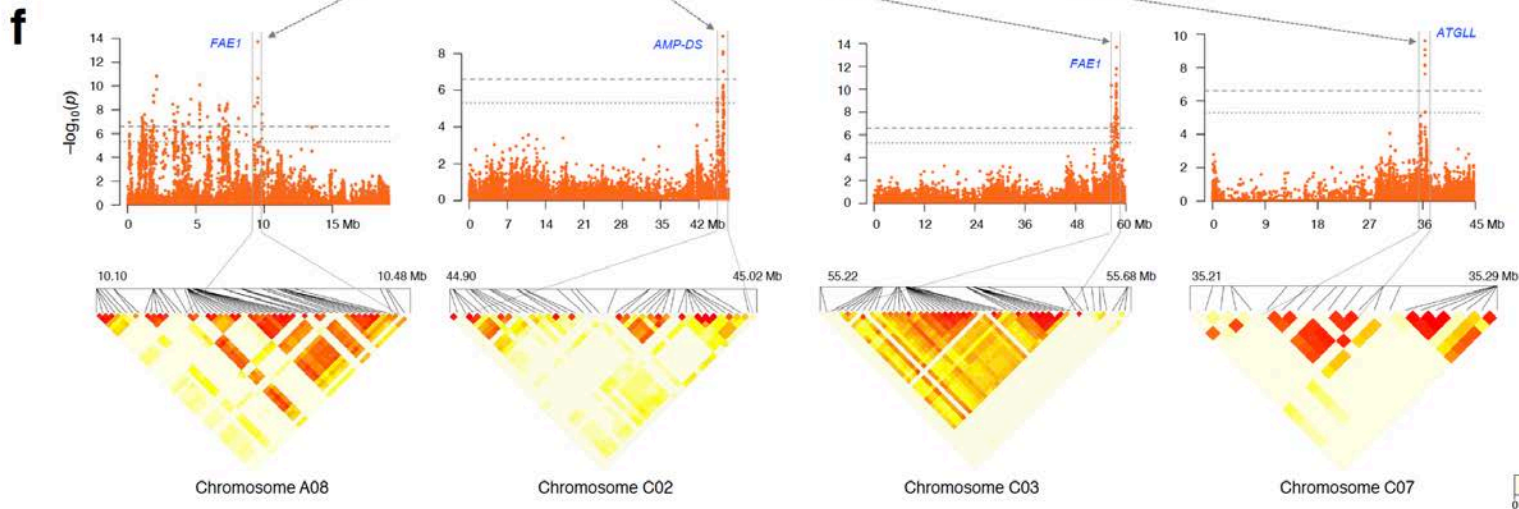 f
FAE1
AMP-DS
FAE1
ATGLL
−log10(p)
14
12
10
8
6
4
2
0
0 5 10 15 Mb
8
6
4
2
0
0 7 14 21 28 35 42 Mb
14
12
10
8
6
4
2
0
0 12 24 36 48 60 Mb
10
8
6
4
2
0
0 9 18 27 36 45 Mb
10.10 10.48 Mb
44.90 45.02 Mb
55.22 55.68 Mb
35.21 35.29 Mb
Chromosome A08
Chromosome C02
Chromosome C03
Chromosome C07
0